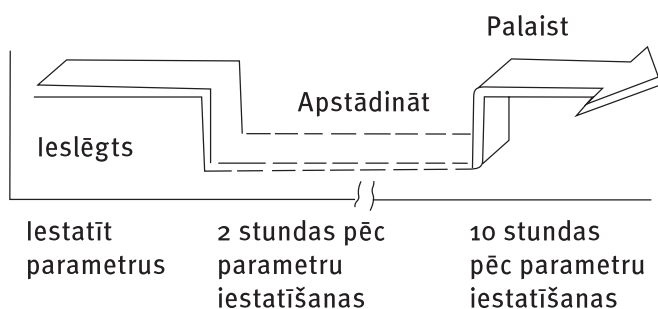 Palaist
Apstādināt
Ieslēgts
Iestatīt
parametrus
2 stundas pēc
parametru
iestatīšanas
10 stundas
pēc parametru
iestatīšanas